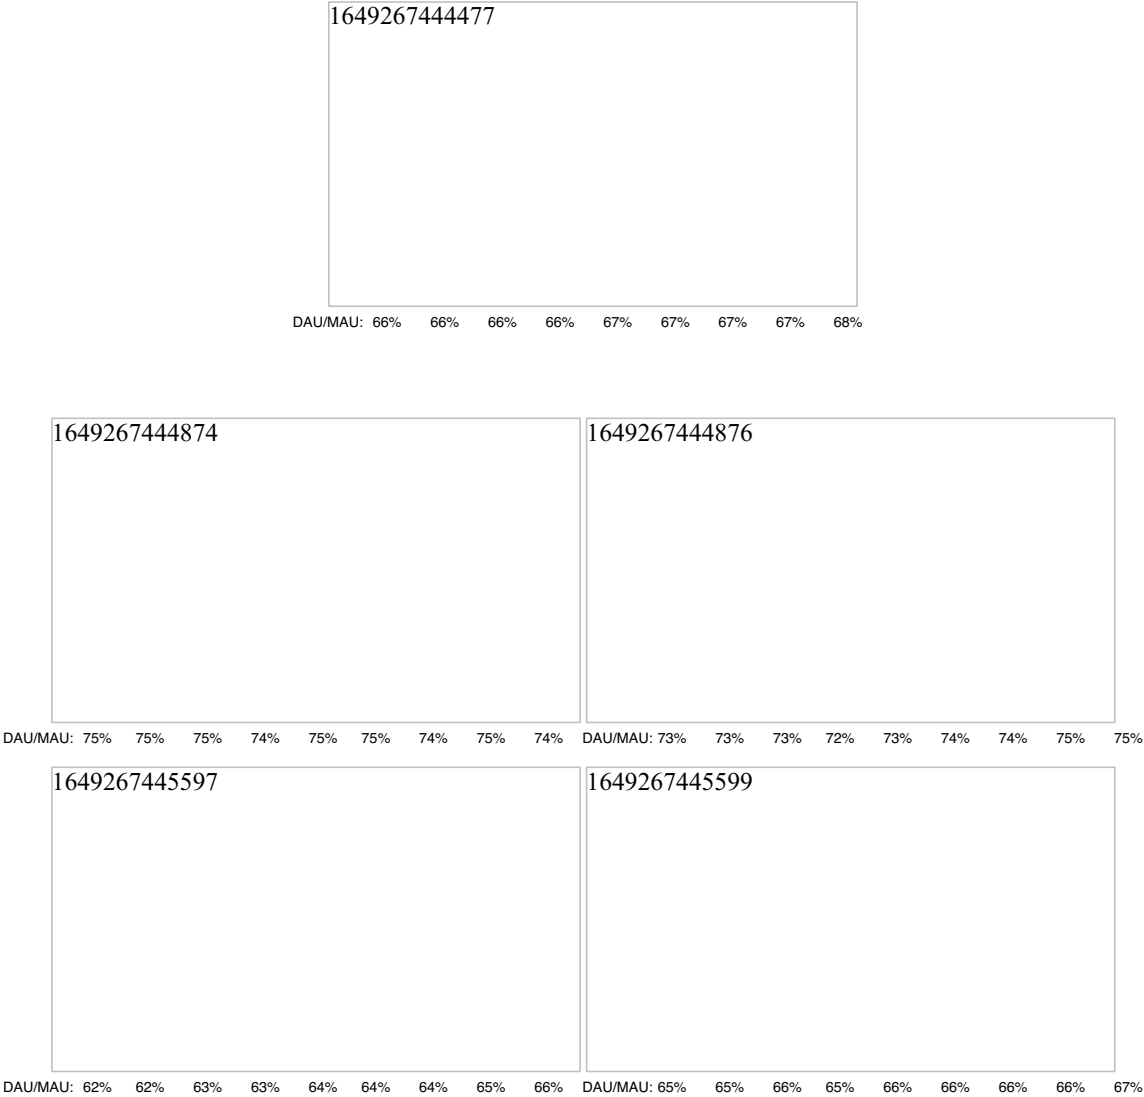 1649267444477
DAU/MAU: 66% 66% 66% 66% 67% 67% 67% 67% 68%
1649267444874
1649267444876
DAU/MAU: 75% 75% 75% 74% 75% 75% 74% 75% 74%
DAU/MAU: 73% 73% 73% 72% 73% 74% 74% 75% 75%
1649267445597
1649267445599
DAU/MAU: 62% 62% 63% 63% 64% 64% 64% 65% 66%
DAU/MAU: 65% 65% 66% 65% 66% 66% 66% 66% 67%